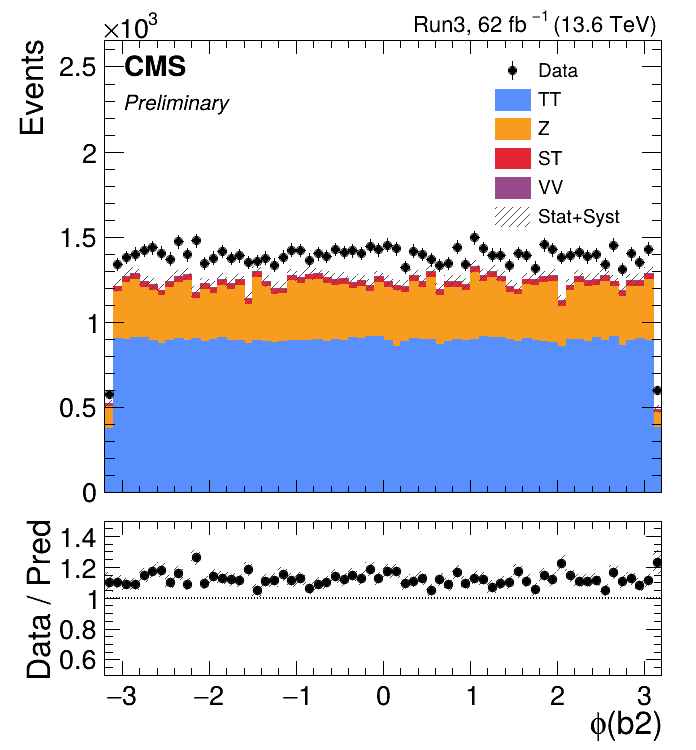 ×10³
Run3, 62 fb⁻¹ (13.6 TeV)
Events
2.5
2
1.5
1
0.5
0
CMS
Preliminary
Data
TT
Z
ST
VV
Stat+Syst
Data / Pred
1.4
1.2
1
0.8
0.6
−3 −2 −1 0 1 2 3
ϕ(b2)